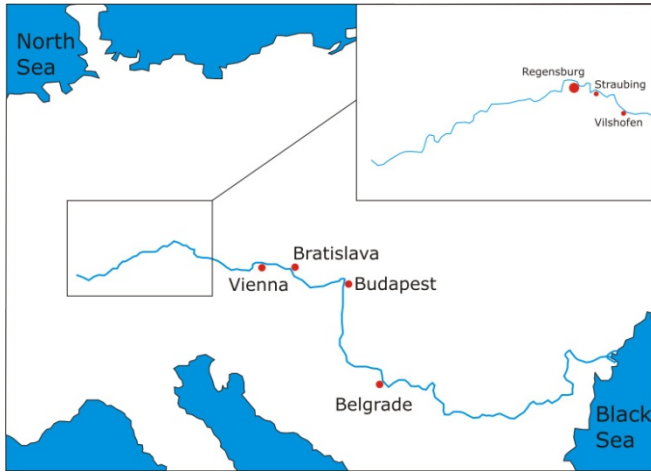 North
Sea
Regensburg
Straubing
Vilshofen
Bratislava
Vienna
Budapest
Belgrade
Black
Sea